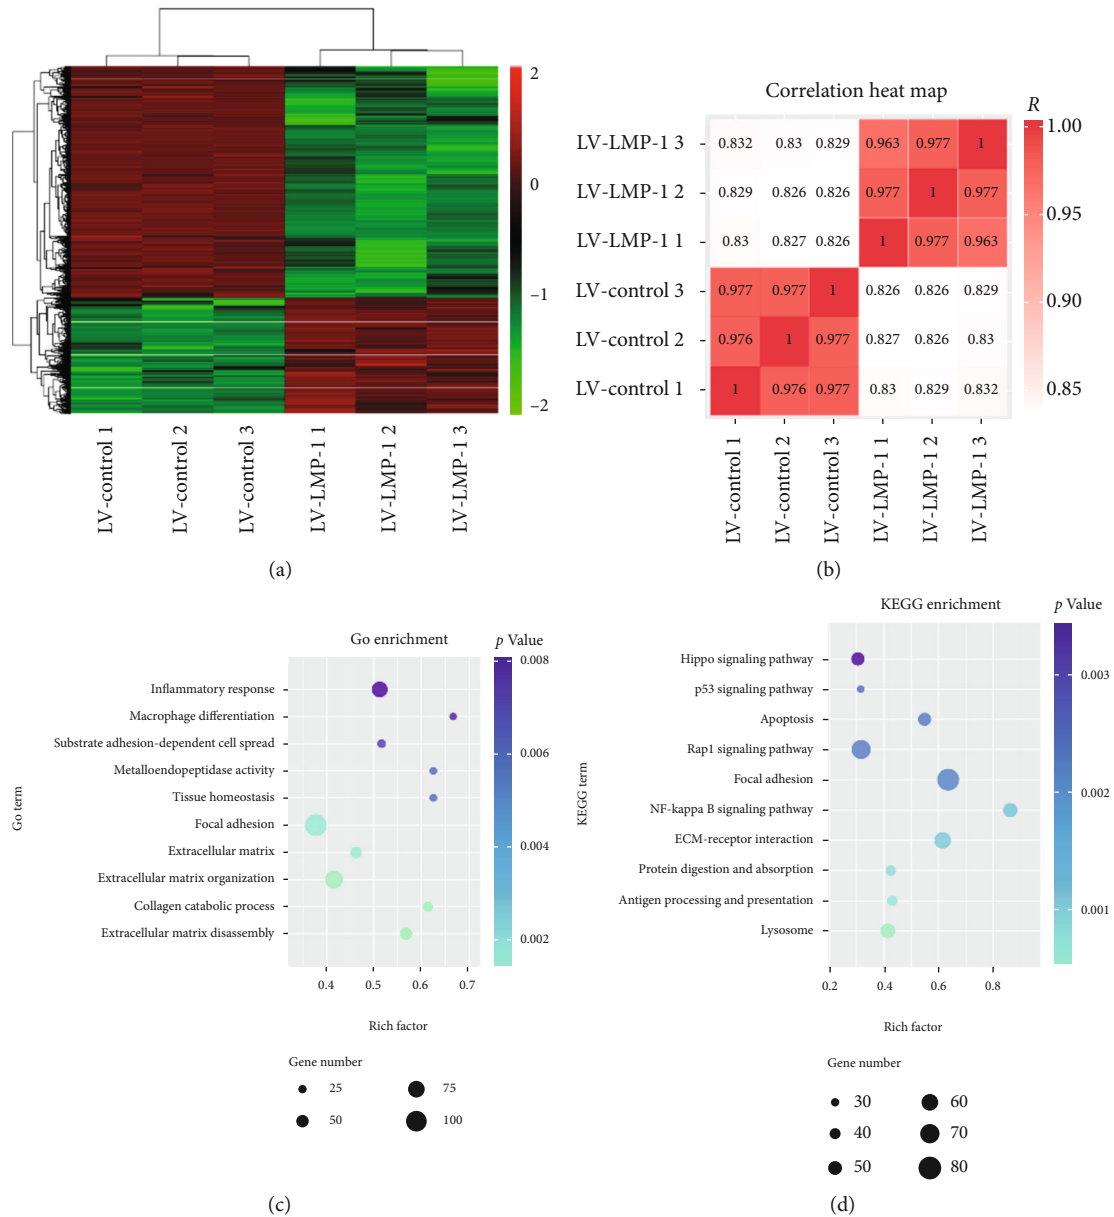 2
0
−1
−2
LV-control 1
LV-control 2
LV-control 3
LV-LMP-1 1
LV-LMP-1 2
LV-LMP-1 3
(a)
Correlation heat map
R
LV-LMP-1 3 0.832 0.83 0.829 0.963 0.977 1
LV-LMP-1 2 0.829 0.826 0.826 0.977 1 0.977
LV-LMP-1 1 0.83 0.827 0.826 1 0.977 0.963
LV-control 3 0.977 0.977 1 0.826 0.826 0.829
LV-control 2 0.976 1 0.977 0.827 0.826 0.83
LV-control 1 1 0.976 0.977 0.83 0.829 0.832
1.00
0.95
0.90
0.85
LV-control 1
LV-control 2
LV-control 3
LV-LMP-1 1
LV-LMP-1 2
LV-LMP-1 3
(b)
Go enrichment
p Value
Go term
Inflammatory response
Macrophage differentiation
Substrate adhesion-dependent cell spread
Metalloendopeptidase activity
Tissue homeostasis
Focal adhesion
Extracellular matrix
Extracellular matrix organization
Collagen catabolic process
Extracellular matrix disassembly
0.008
0.006
0.004
0.002
0.4 0.5 0.6 0.7
Rich factor
Gene number
25 75
50 100
(c)
KEGG enrichment
p Value
KEGG term
Hippo signaling pathway
p53 signaling pathway
Apoptosis
Rap1 signaling pathway
Focal adhesion
NF-kappa B signaling pathway
ECM-receptor interaction
Protein digestion and absorption
Antigen processing and presentation
Lysosome
0.003
0.002
0.001
0.2 0.4 0.6 0.8
Rich factor
Gene number
30 60
40 70
50 80
(d)